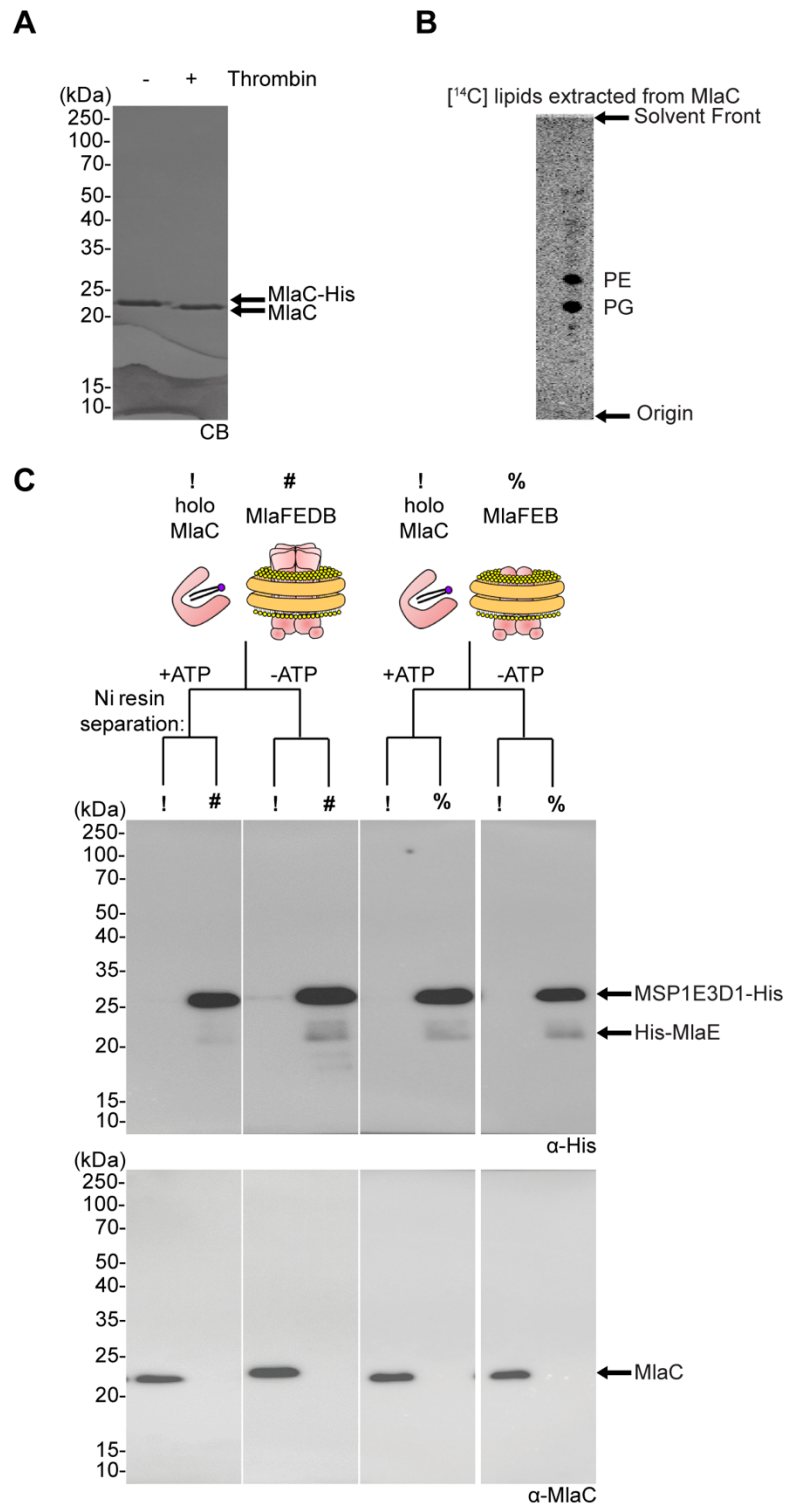 A
- + Thrombin
(kDa)
250-
100-
70-
50-
40-
35-
25-
20-
15-
10-
MlaC-His
MlaC
CB
B
[14C] lipids extracted from MlaC
Solvent Front
PE
PG
Origin
C
! # ! %
holo MlaC
MlaFEDB
holo MlaC
MlaFEB
+ATP -ATP +ATP -ATP
Ni resin
separation:
! # ! # ! % ! %
(kDa)
250-
100-
70-
50-
40-
35-
25-
20-
15-
10-
MSP1E3D1-His
His-MlaE
α-His
(kDa)
250-
100-
70-
50-
40-
35-
25-
20-
15-
10-
MlaC
α-MlaC